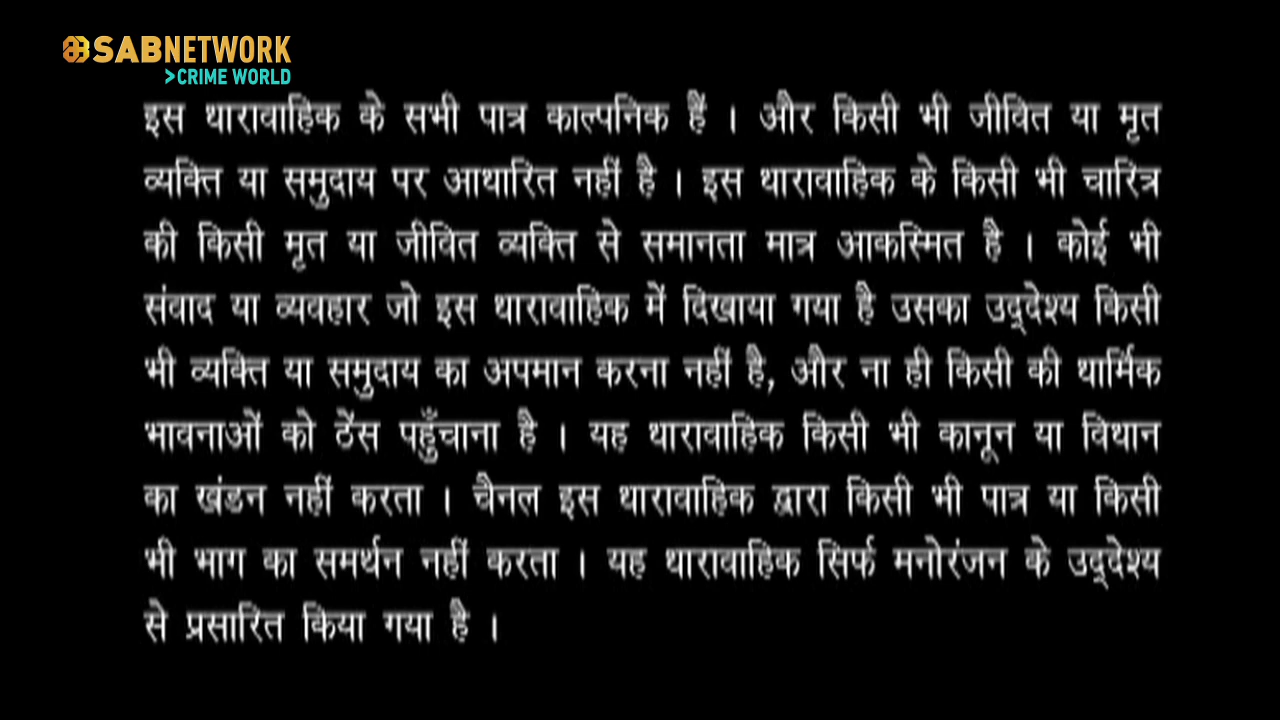 SABNETWORK
>CRIME WORLD
इस धारावाहिक के सभी पात्र काल्पनिक हैं । और किसी भी जीवित या मृत
व्यक्ति या समुदाय पर आधारित नहीं है । इस धारावाहिक के किसी भी चारित्र
की किसी मृत या जीवित व्यक्ति से समानता मात्र आकस्मित है । कोई भी
संवाद या व्यवहार जो इस धारावाहिक में दिखाया गया है उसका उद्देश्य किसी
भी व्यक्ति या समुदाय का अपमान करना नहीं है, और ना ही किसी की धार्मिक
भावनाओं को ठेंस पहुँचाना है । यह धारावाहिक किसी भी कानून या विधान
का खंडन नहीं करता । चैनल इस धारावाहिक द्वारा किसी भी पात्र या किसी
भी भाग का समर्थन नहीं करता । यह धारावाहिक सिर्फ मनोरंजन के उद्देश्य
से प्रसारित किया गया है ।